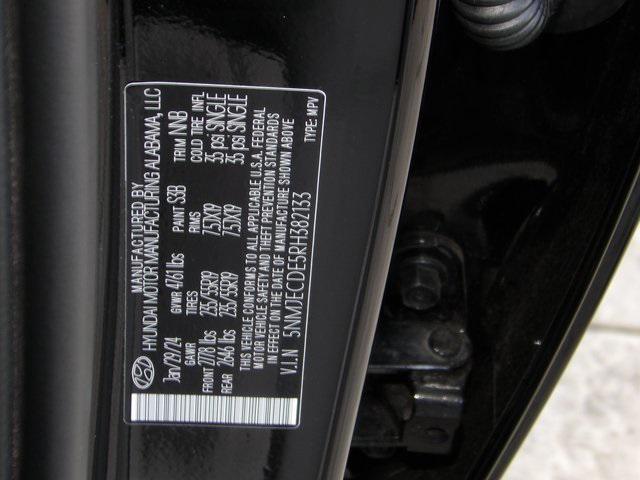 MANUFACTURED BY
HYUNDAI MOTOR MANUFACTURING ALABAMA, LLC
Jan/29/24 GVWR 4761 lbs PAINT S3B TRIM NNB
GAWR TIRES RIMS COLD TIRE INFL
FRONT 2778 lbs 235/55R19 7.5JX19 35 psi SINGLE
REAR 2646 lbs 235/55R19 7.5JX19 35 psi SINGLE
THIS VEHICLE CONFORMS TO ALL APPLICABLE U.S.A. FEDERAL
MOTOR VEHICLE SAFETY AND THEFT PREVENTION STANDARDS
IN EFFECT ON THE DATE OF MANUFACTURE SHOWN ABOVE
V.I.N 5NMJECDE5RH382133 TYPE: MPV